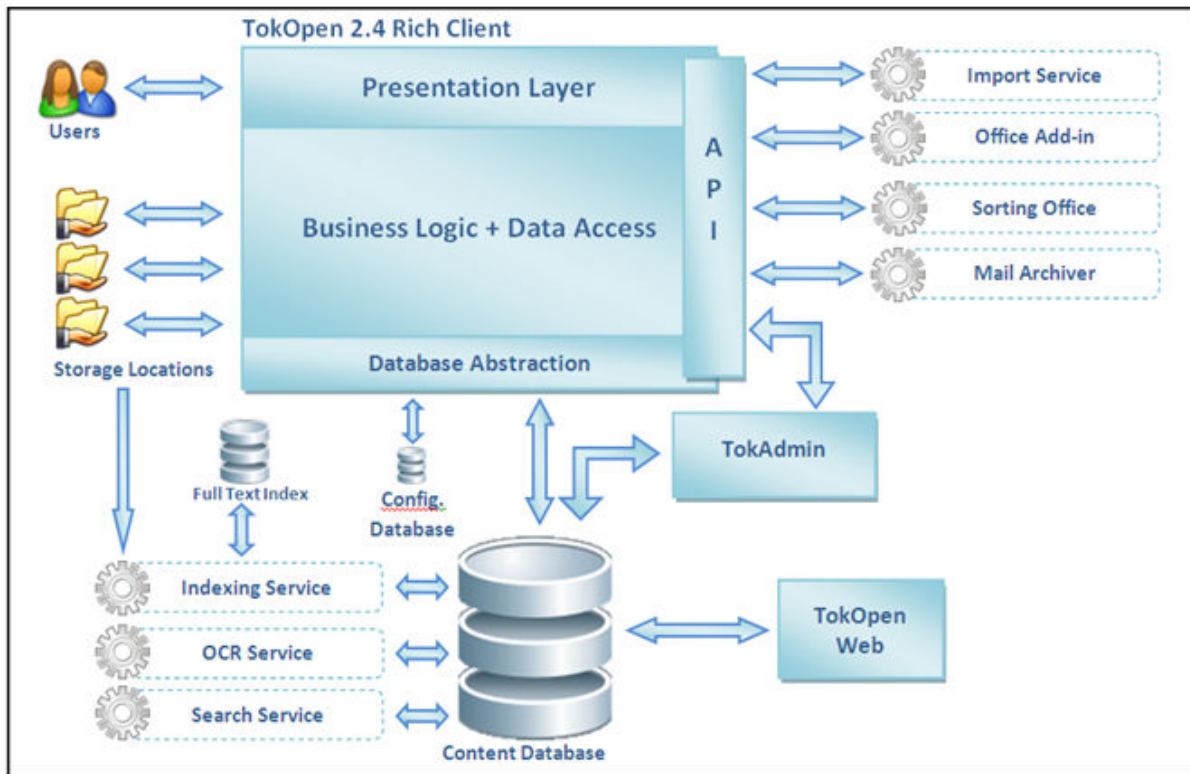 TokOpen 2.4 Rich Client
Users
Presentation Layer
Business Logic + Data Access
Database Abstraction
A
P
I
Import Service
Office Add-in
Sorting Office
Mail Archiver
Storage Locations
Full Text Index
Config.
Database
TokAdmin
Indexing Service
OCR Service
Search Service
Content Database
TokOpen
Web